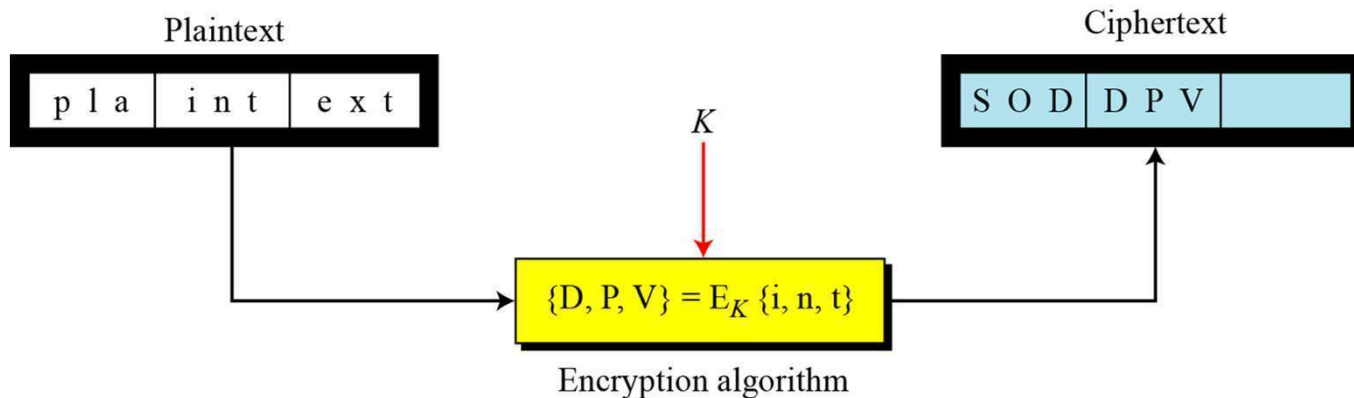 Plaintext
Ciphertext
p l a i n t e x t
S O D D P V
K
{D, P, V} = E_K {i, n, t}
Encryption algorithm